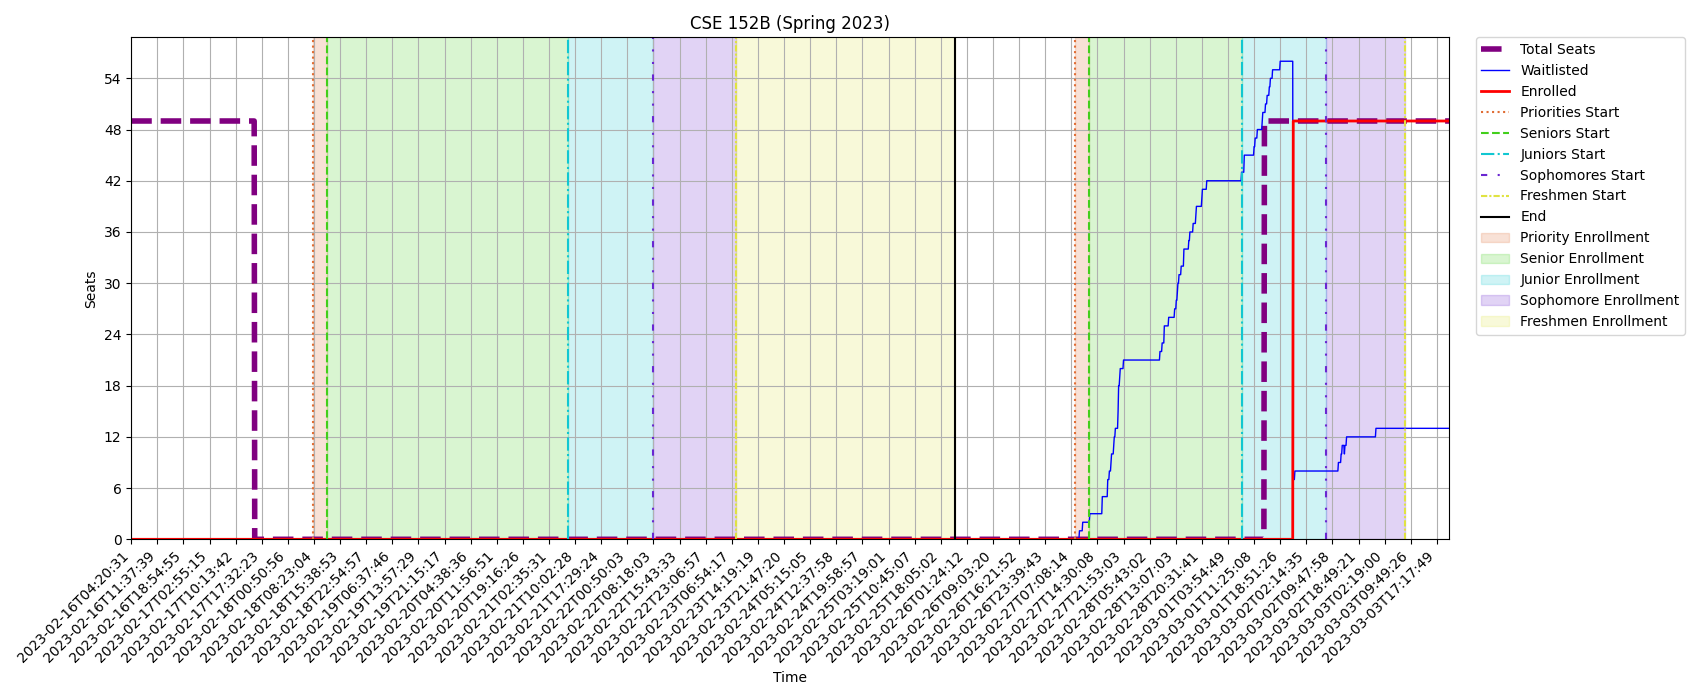 CSE 152B (Spring 2023)
Seats
54
48
42
36
30
24
18
12
6
0
2023-02-16T04:20:31
2023-02-16T11:37:39
2023-02-16T18:54:55
2023-02-17T02:55:15
2023-02-17T10:13:42
2023-02-17T17:32:23
2023-02-18T00:50:56
2023-02-18T08:23:04
2023-02-18T15:38:53
2023-02-18T22:54:57
2023-02-19T06:37:46
2023-02-19T13:57:29
2023-02-19T21:15:17
2023-02-20T04:38:36
2023-02-20T11:56:51
2023-02-20T19:16:26
2023-02-21T02:35:31
2023-02-21T10:02:28
2023-02-21T17:29:24
2023-02-22T00:50:03
2023-02-22T08:18:03
2023-02-22T15:43:33
2023-02-22T23:06:57
2023-02-23T06:54:17
2023-02-23T14:19:19
2023-02-23T21:47:20
2023-02-24T05:15:05
2023-02-24T12:37:58
2023-02-24T19:58:57
2023-02-25T03:19:01
2023-02-25T10:45:07
2023-02-25T18:05:02
2023-02-26T01:24:12
2023-02-26T09:03:20
2023-02-26T16:21:52
2023-02-26T23:39:43
2023-02-27T07:08:14
2023-02-27T14:30:08
2023-02-27T21:53:03
2023-02-28T05:43:02
2023-02-28T13:07:03
2023-02-28T20:31:41
2023-03-01T03:54:49
2023-03-01T11:25:08
2023-03-01T18:51:26
2023-03-02T02:14:35
2023-03-02T09:47:58
2023-03-02T18:49:21
2023-03-03T02:19:00
2023-03-03T09:49:26
2023-03-03T17:17:49
Time
Total Seats
Waitlisted
Enrolled
Priorities Start
Seniors Start
Juniors Start
Sophomores Start
Freshmen Start
End
Priority Enrollment
Senior Enrollment
Junior Enrollment
Sophomore Enrollment
Freshmen Enrollment